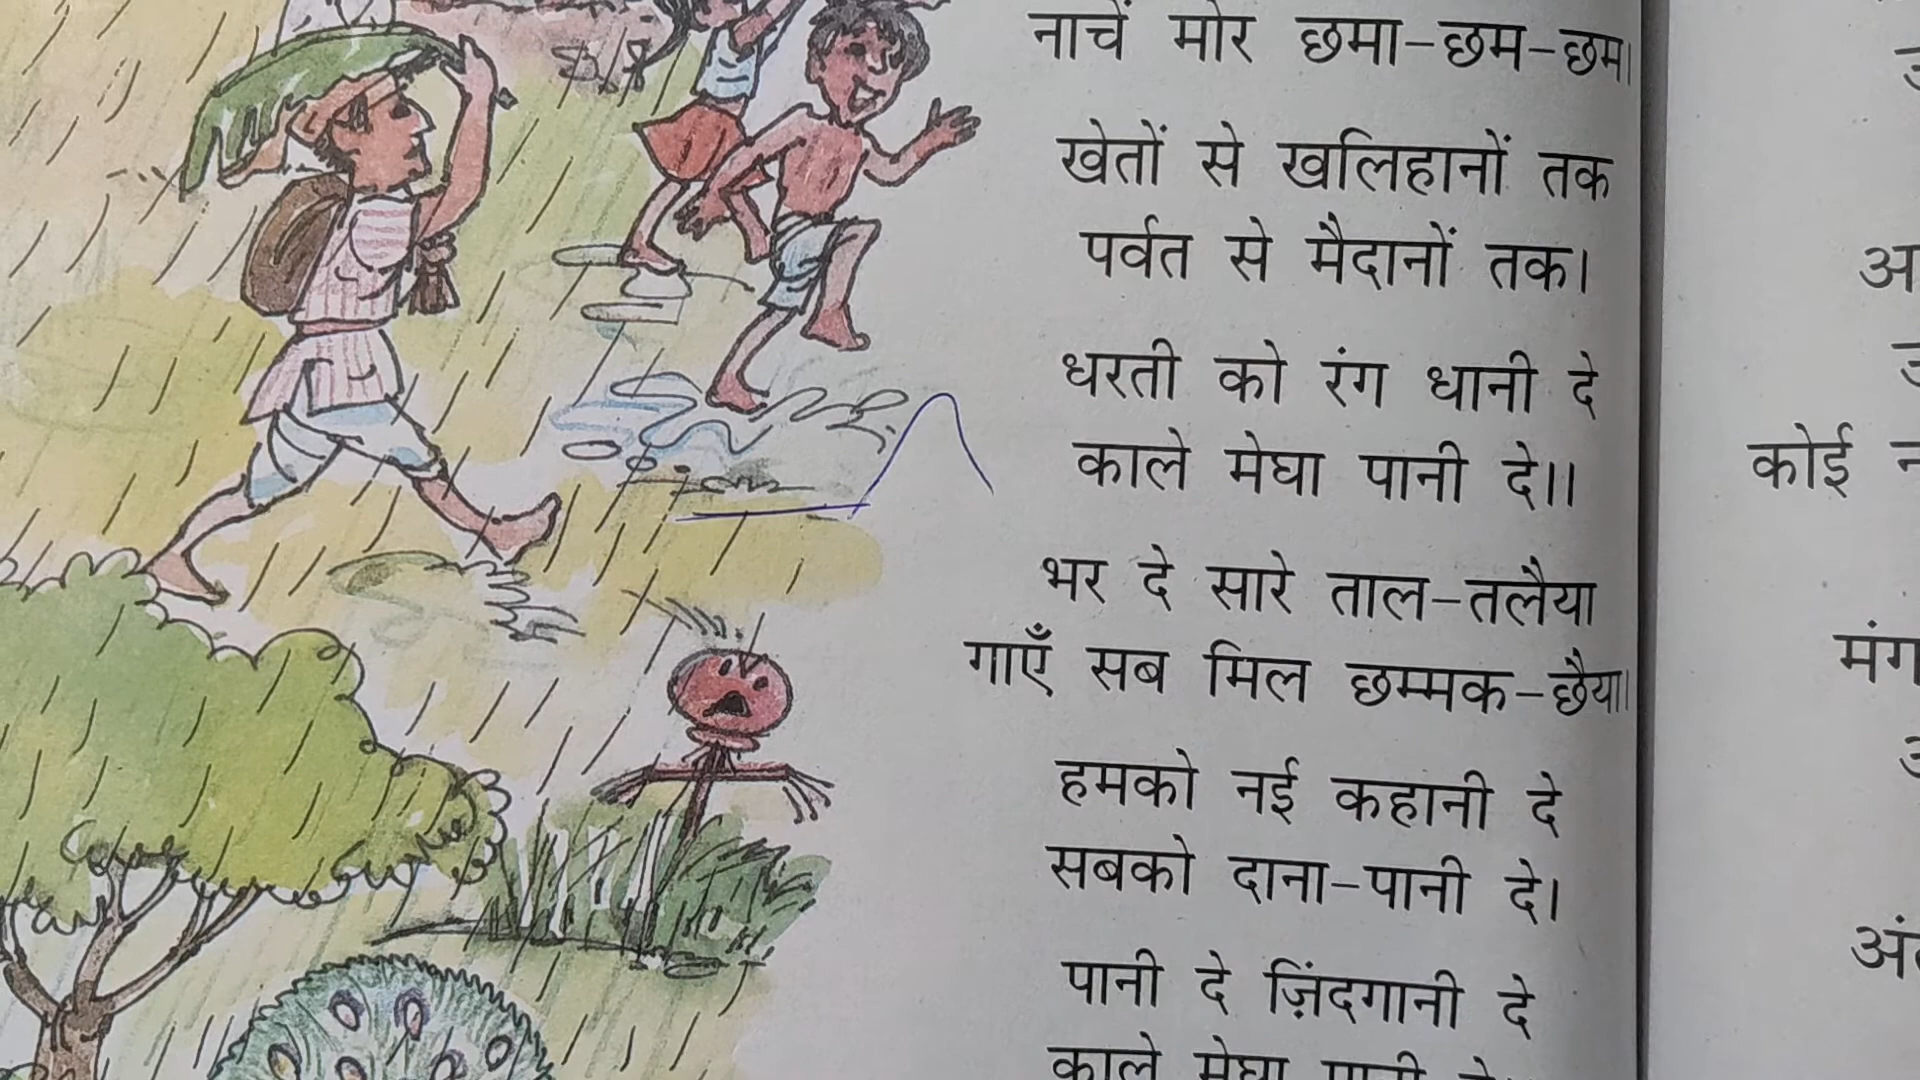 नाचें मोर छमा-छम-छम।
खेतों से खलिहानों तक
पर्वत से मैदानों तक।
धरती को रंग धानी दे
काले मेघा पानी दे।।
भर दे सारे ताल-तलैया
गाएँ सब मिल छम्मक-छैया।
हमको नई कहानी दे
सबको दाना-पानी दे।
पानी दे ज़िंदगानी दे
काले मेघा पानी दे।।
कोई